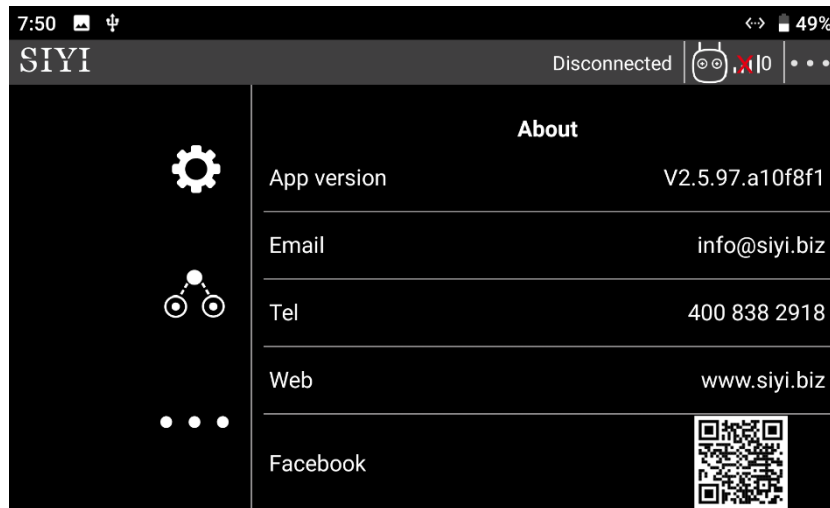 7:50 49%
SIYI Disconnected 0
About
App version V2.5.97.a10f8f1
Email info@siyi.biz
Tel 400 838 2918
Web www.siyi.biz
Facebook